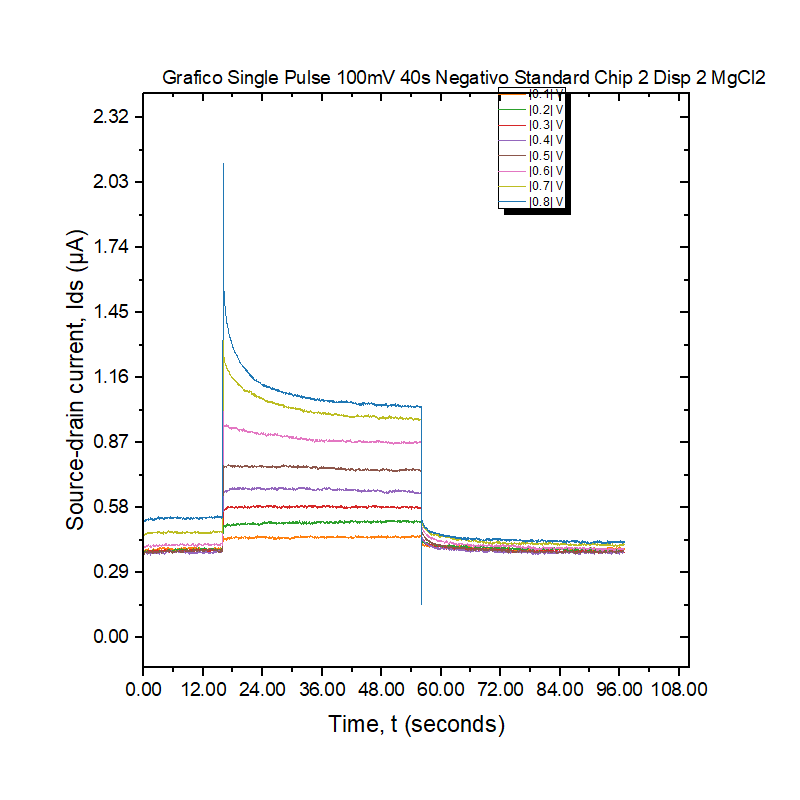 Grafico Single Pulse 100mV 40s Negativo Standard Chip 2 Disp 2 MgCl2
|0.1| V
|0.2| V
|0.3| V
|0.4| V
|0.5| V
|0.6| V
|0.7| V
|0.8| V
2.32
2.03
1.74
1.45
1.16
0.87
0.58
0.29
0.00
Source-drain current, Ids (μA)
0.00 12.00 24.00 36.00 48.00 60.00 72.00 84.00 96.00 108.00
Time, t (seconds)